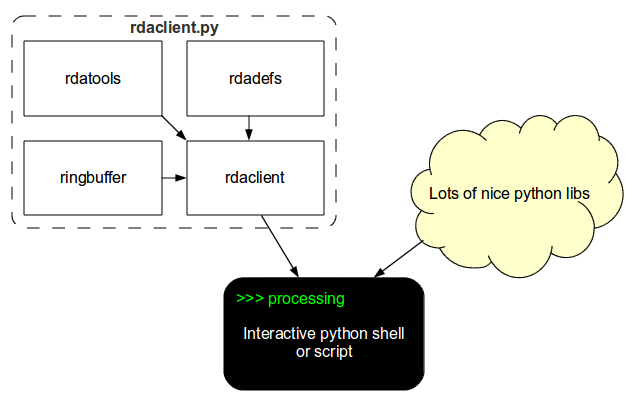 rdaclient.py
rdatools
rdadefs
ringbuffer
rdaclient
Lots of nice python libs
>>> processing
Interactive python shell
or script